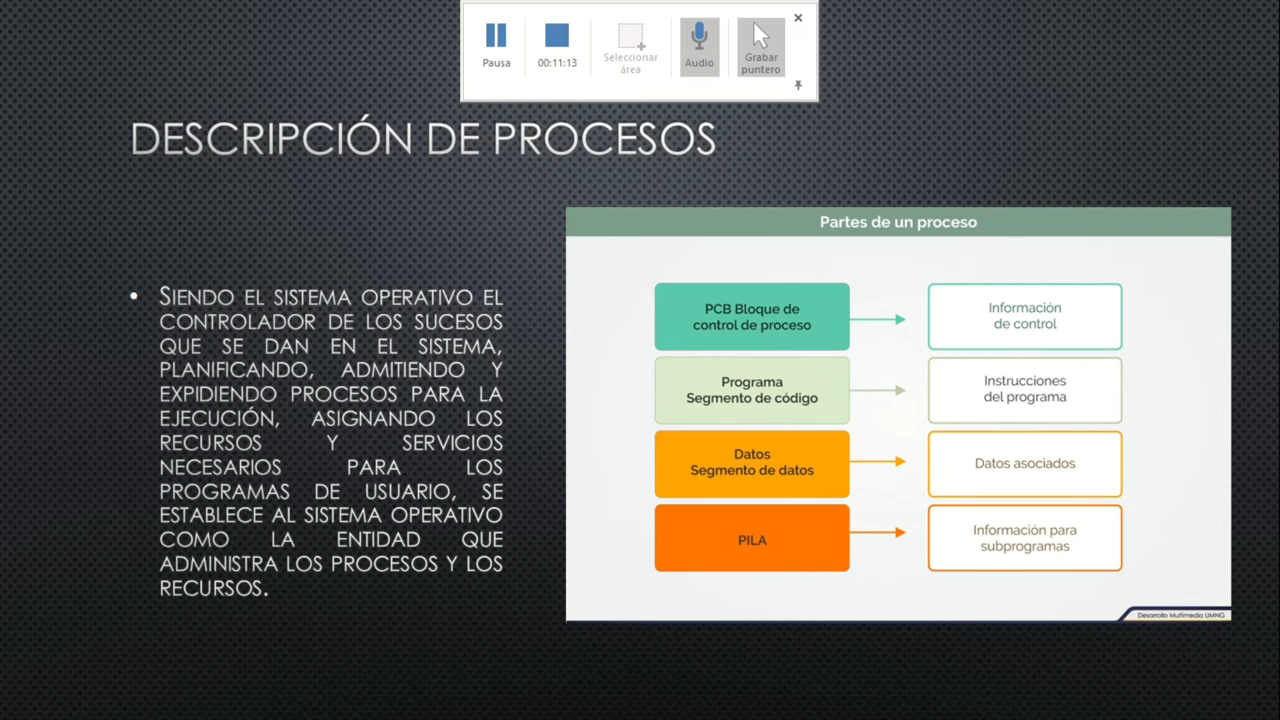 Pausa
00:11:13
Seleccionar
área
Audio
Grabar
puntero
DESCRIPCIÓN DE PROCESOS
• SIENDO EL SISTEMA OPERATIVO EL
CONTROLADOR DE LOS SUCESOS
QUE SE DAN EN EL SISTEMA,
PLANIFICANDO, ADMITIENDO Y
EXPIDIENDO PROCESOS PARA LA
EJECUCIÓN, ASIGNANDO LOS
RECURSOS Y SERVICIOS
NECESARIOS PARA LOS
PROGRAMAS DE USUARIO, SE
ESTABLECE AL SISTEMA OPERATIVO
COMO LA ENTIDAD QUE
ADMINISTRA LOS PROCESOS Y LOS
RECURSOS.
Partes de un proceso
PCB Bloque de
control de proceso
Información
de control
Programa
Segmento de código
Instrucciones
del programa
Datos
Segmento de datos
Datos asociados
PILA
Información para
subprogramas
Desarrollo Multimedia UMNG